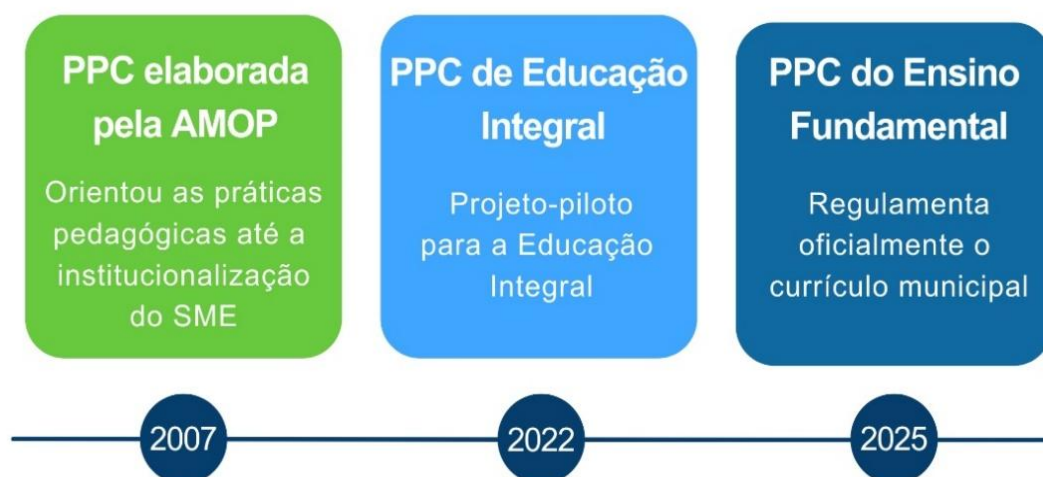 PPC elaborada
pela AMOP
Orientou as práticas
pedagógicas até a
institucionalização
do SME
PPC de Educação
Integral
Projeto-piloto
para a Educação
Integral
PPC do Ensino
Fundamental
Regulamenta
oficialmente o
currículo municipal
2007
2022
2025